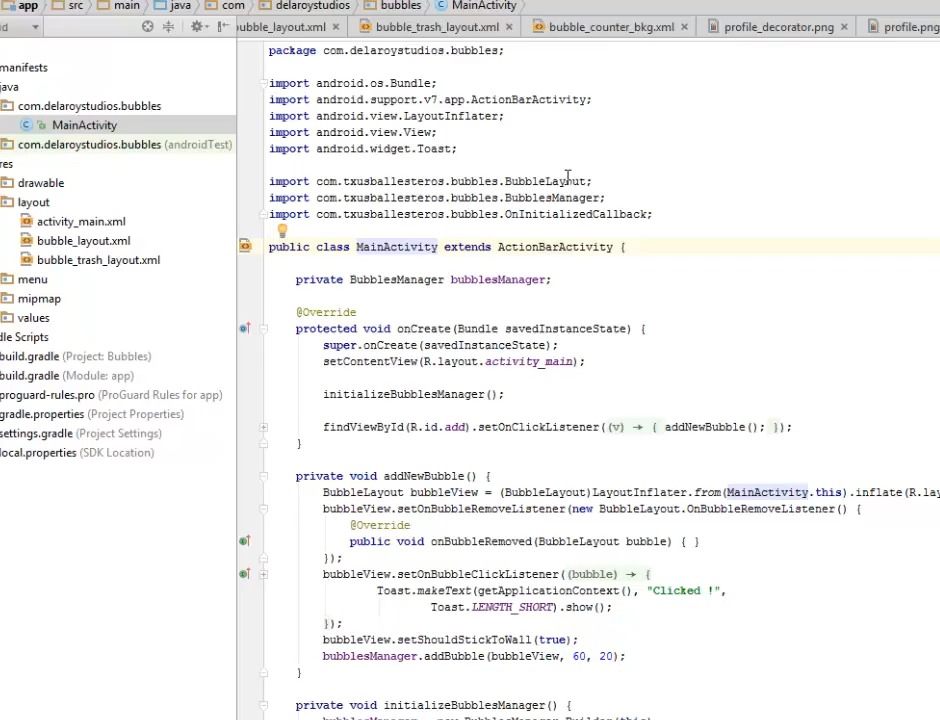 app src main java com delaroystudios bubbles MainActivity
bubble_layout.xml bubble_trash_layout.xml bubble_counter_bkg.xml profile_decorator.png profile.png
manifests
java
com.delaroystudios.bubbles
MainActivity
com.delaroystudios.bubbles (androidTest)
res
drawable
layout
activity_main.xml
bubble_layout.xml
bubble_trash_layout.xml
menu
mipmap
values
dle Scripts
build.gradle (Project: Bubbles)
build.gradle (Module: app)
proguard-rules.pro (ProGuard Rules for app)
gradle.properties (Project Properties)
settings.gradle (Project Settings)
local.properties (SDK Location)
package com.delaroystudios.bubbles;
import android.os.Bundle;
import android.support.v7.app.ActionBarActivity;
import android.view.LayoutInflater;
import android.view.View;
import android.widget.Toast;
import com.txusballesteros.bubbles.BubbleLayout;
import com.txusballesteros.bubbles.BubblesManager;
import com.txusballesteros.bubbles.OnInitializedCallback;
public class MainActivity extends ActionBarActivity {
private BubblesManager bubblesManager;
@Override
protected void onCreate(Bundle savedInstanceState) {
super.onCreate(savedInstanceState);
setContentView(R.layout.activity_main);
initializeBubblesManager();
findViewById(R.id.add).setOnClickListener((v) → { addNewBubble(); });
}
private void addNewBubble() {
BubbleLayout bubbleView = (BubbleLayout)LayoutInflater.from(MainActivity.this).inflate(R.la
bubbleView.setOnBubbleRemoveListener(new BubbleLayout.OnBubbleRemoveListener() {
@Override
public void onBubbleRemoved(BubbleLayout bubble) { }
});
bubbleView.setOnBubbleClickListener((bubble) → {
Toast.makeText(getApplicationContext(), "Clicked !",
Toast.LENGTH_SHORT).show();
});
bubbleView.setShouldStickToWall(true);
bubblesManager.addBubble(bubbleView, 60, 20);
}
private void initializeBubblesManager() {
bubblesManager = new BubblesManager.Builder(this)